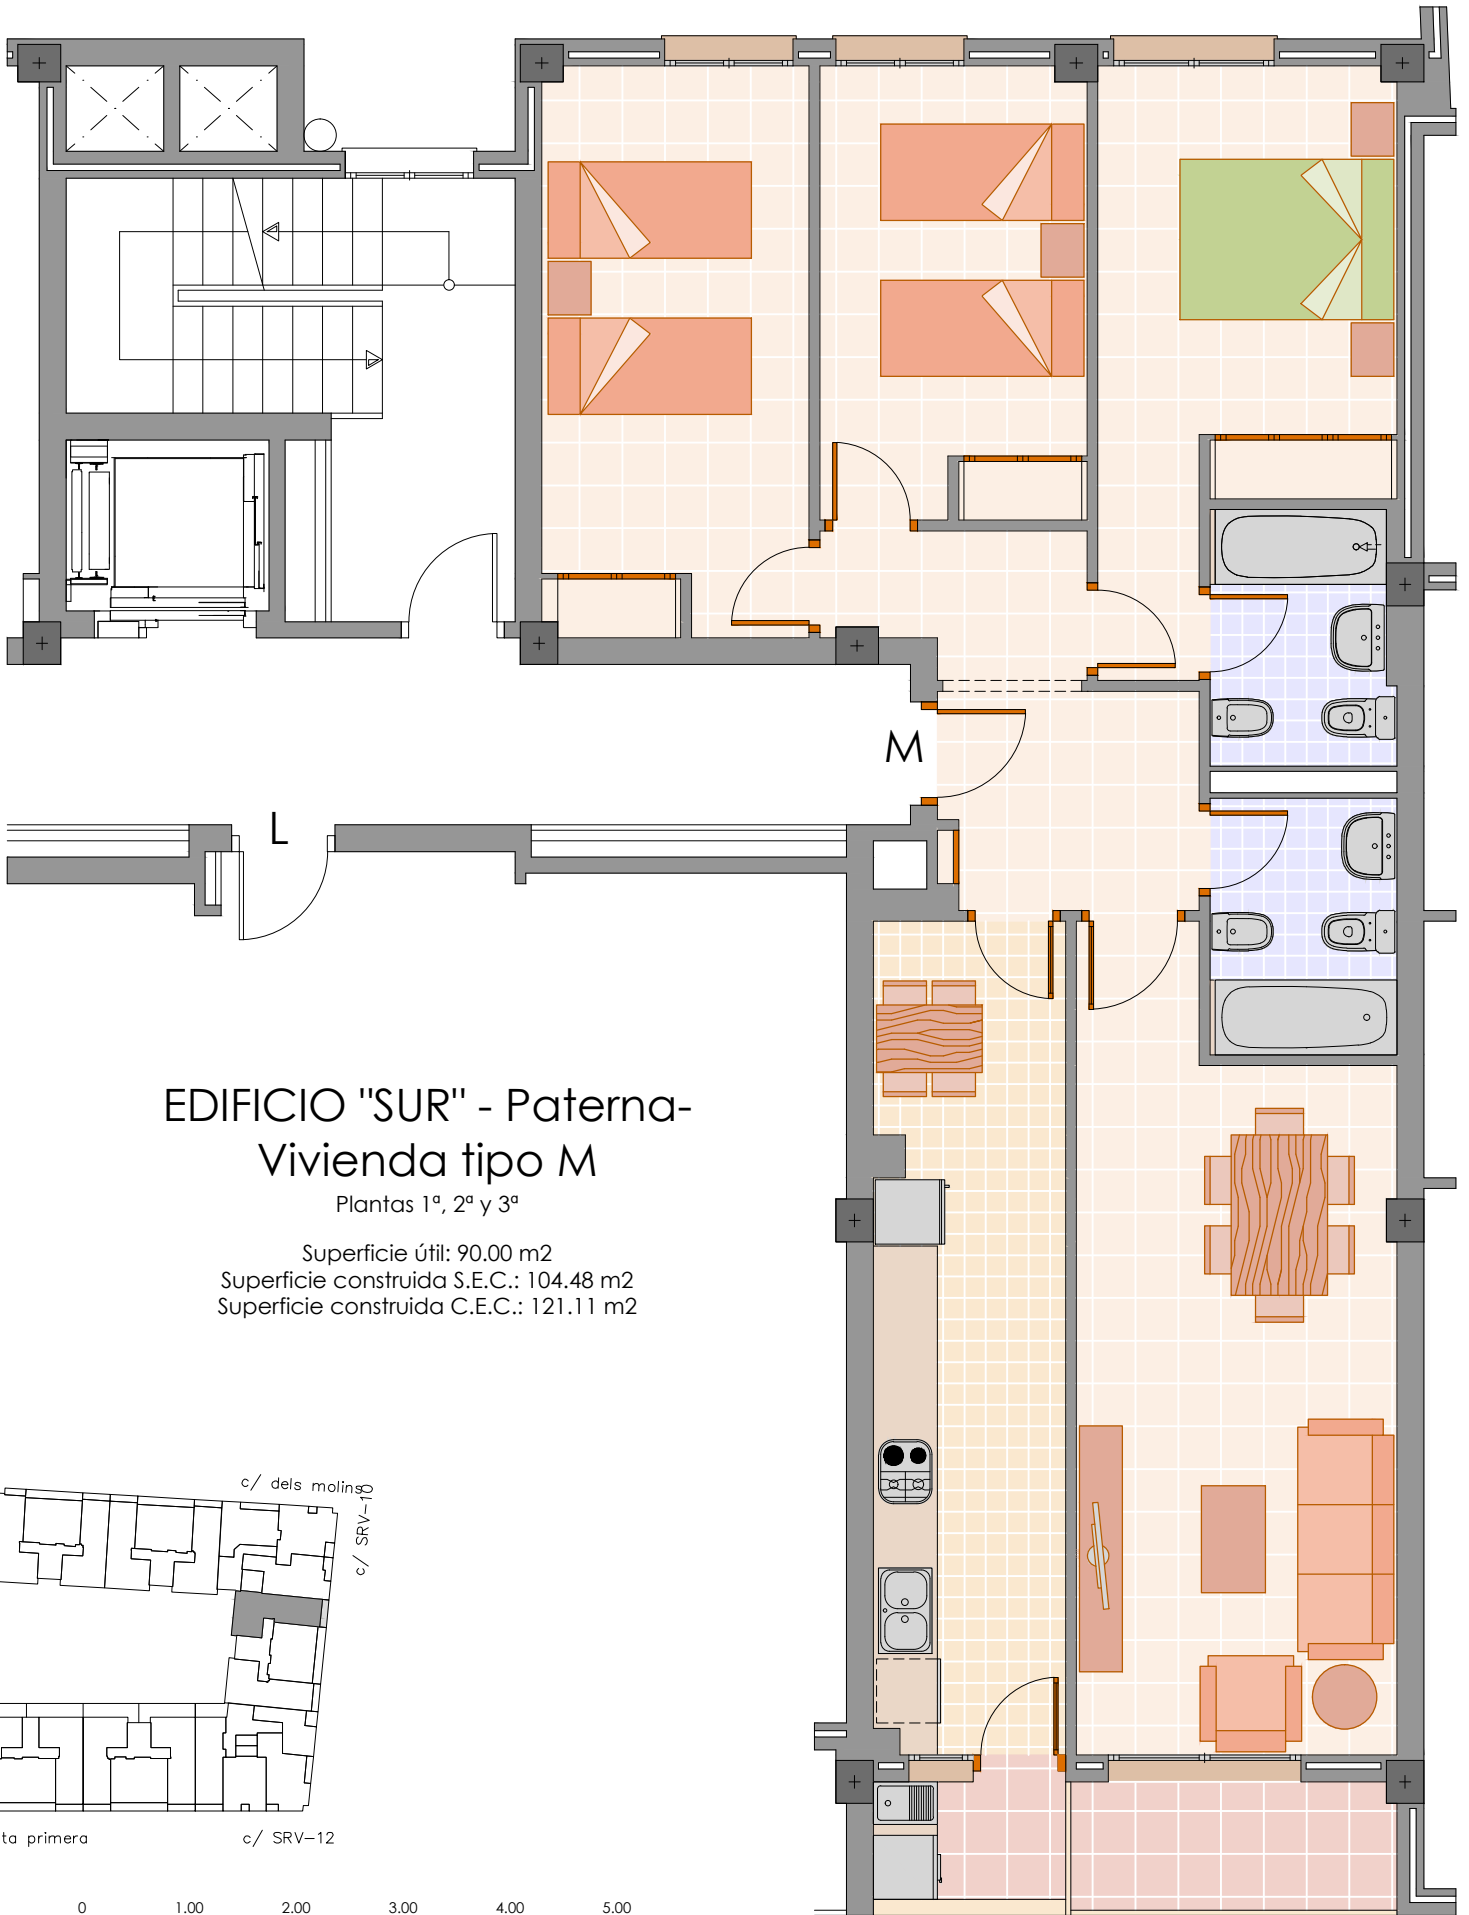 M
L
EDIFICIO "SUR" - Paterna-
Vivienda tipo M
Plantas 1ª, 2ª y 3ª
Superficie útil: 90.00 m2
Superficie construida S.E.C.: 104.48 m2
Superficie construida C.E.C.: 121.11 m2
c/ dels molins
c/ SRV-10
ta primera
c/ SRV-12
0 1.00 2.00 3.00 4.00 5.00